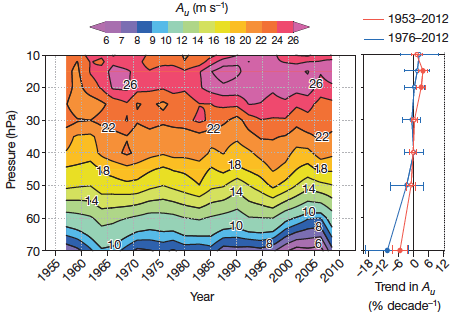 Aᵤ (m s⁻¹)
6 7 8 9 10 12 14 16 18 20 22 24 26
1953–2012
1976–2012
Pressure (hPa)
10
20
30
40
50
60
70
26 26
22 22
18 18 18
14 14 14
10 10 10
8 8
6
1955 1960 1965 1970 1975 1980 1985 1990 1995 2000 2005 2010
Year
–18 –12 –6 0 6 12
Trend in Aᵤ
(% decade⁻¹)